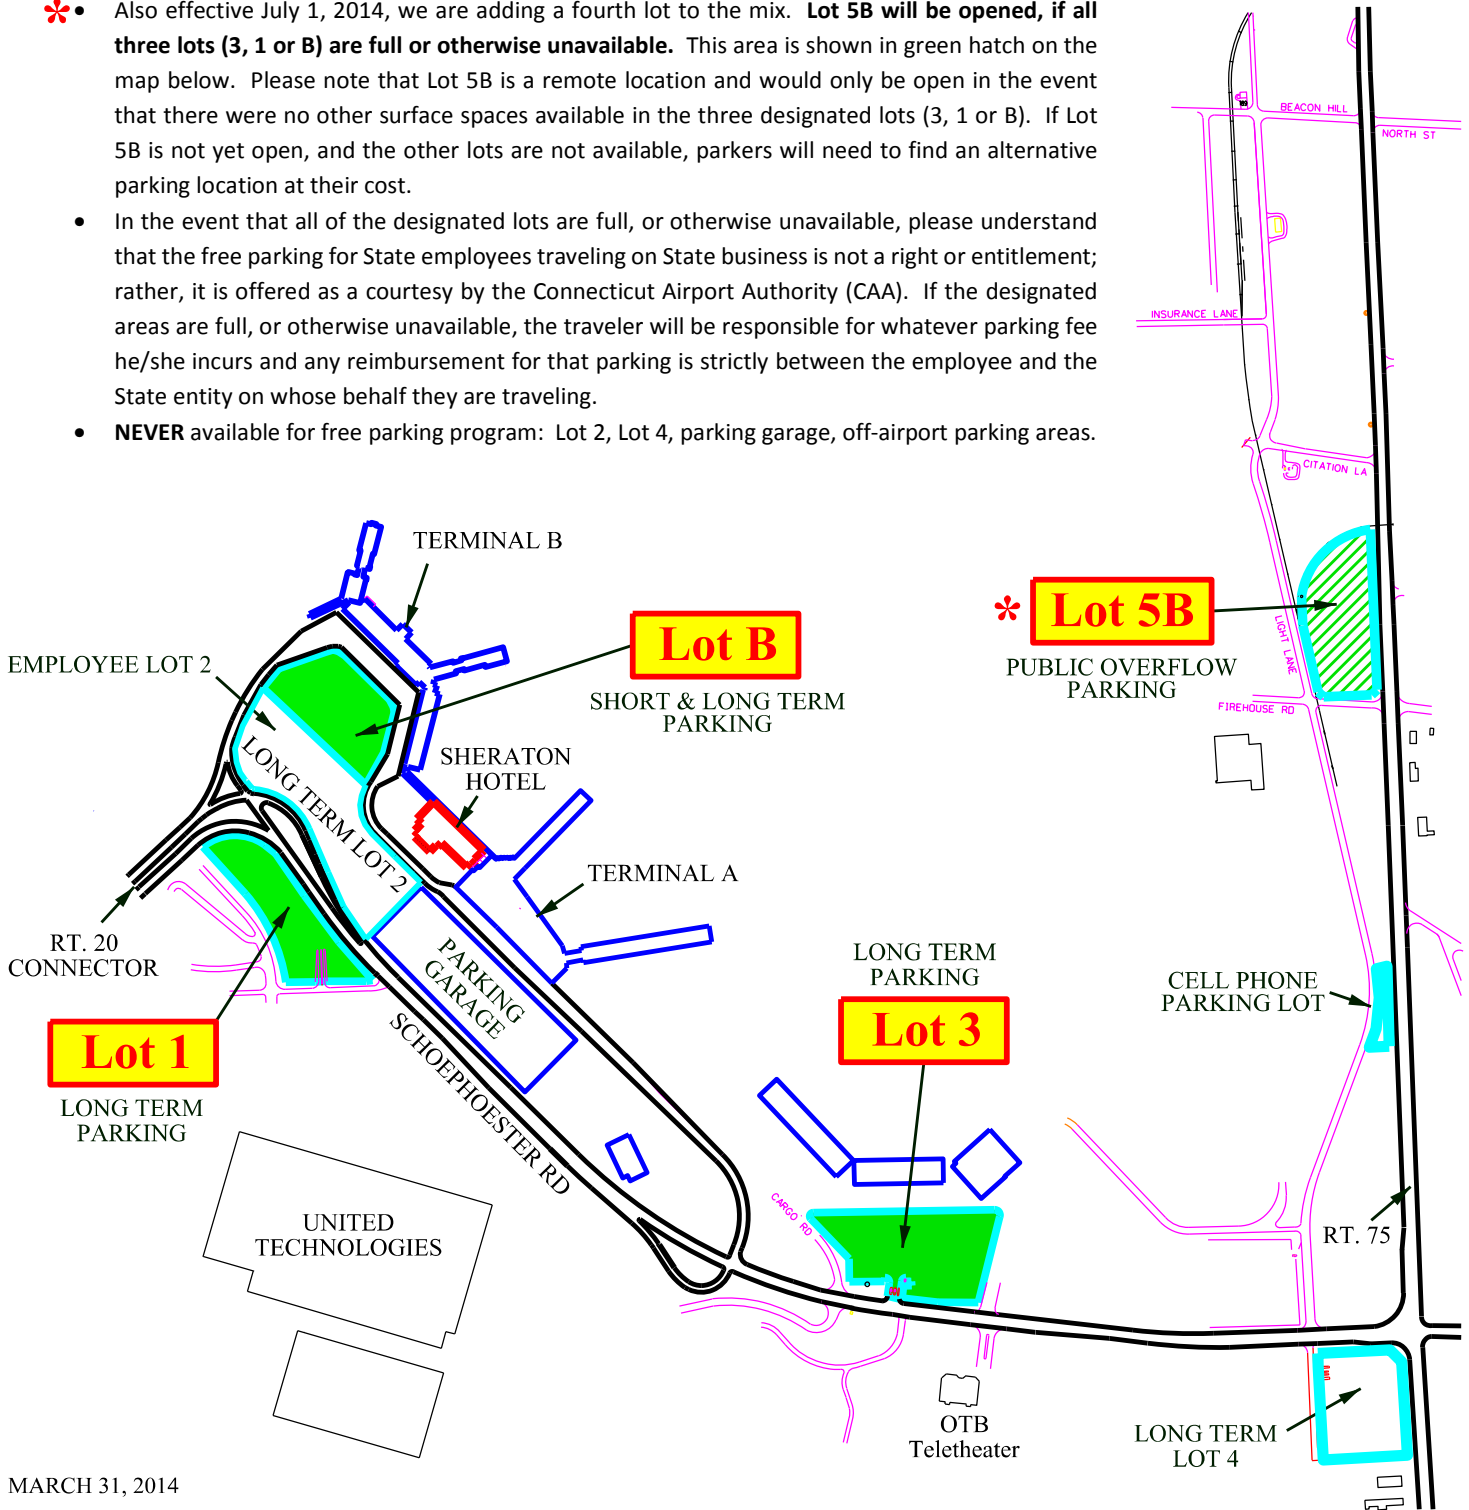 * • Also effective July 1, 2014, we are adding a fourth lot to the mix. Lot 5B will be opened, if all
three lots (3, 1 or B) are full or otherwise unavailable. This area is shown in green hatch on the
map below. Please note that Lot 5B is a remote location and would only be open in the event
that there were no other surface spaces available in the three designated lots (3, 1 or B). If Lot
5B is not yet open, and the other lots are not available, parkers will need to find an alternative
parking location at their cost.
• In the event that all of the designated lots are full, or otherwise unavailable, please understand
that the free parking for State employees traveling on State business is not a right or entitlement;
rather, it is offered as a courtesy by the Connecticut Airport Authority (CAA). If the designated
areas are full, or otherwise unavailable, the traveler will be responsible for whatever parking fee
he/she incurs and any reimbursement for that parking is strictly between the employee and the
State entity on whose behalf they are traveling.
• NEVER available for free parking program: Lot 2, Lot 4, parking garage, off-airport parking areas.
BEACON HILL
NORTH ST
INSURANCE LANE
CITATION LA
TERMINAL B
* Lot 5B
PUBLIC OVERFLOW
PARKING
LIGHT LANE
FIREHOUSE RD
EMPLOYEE LOT 2
Lot B
SHORT & LONG TERM
PARKING
SHERATON
HOTEL
LONG TERM LOT 2
TERMINAL A
RT. 20
CONNECTOR
PARKING
GARAGE
LONG TERM
PARKING
Lot 3
CELL PHONE
PARKING LOT
Lot 1
LONG TERM
PARKING
SCHOEPHOESTER RD
CARGO RD
UNITED
TECHNOLOGIES
RT. 75
OTB
Teletheater
LONG TERM
LOT 4
MARCH 31, 2014